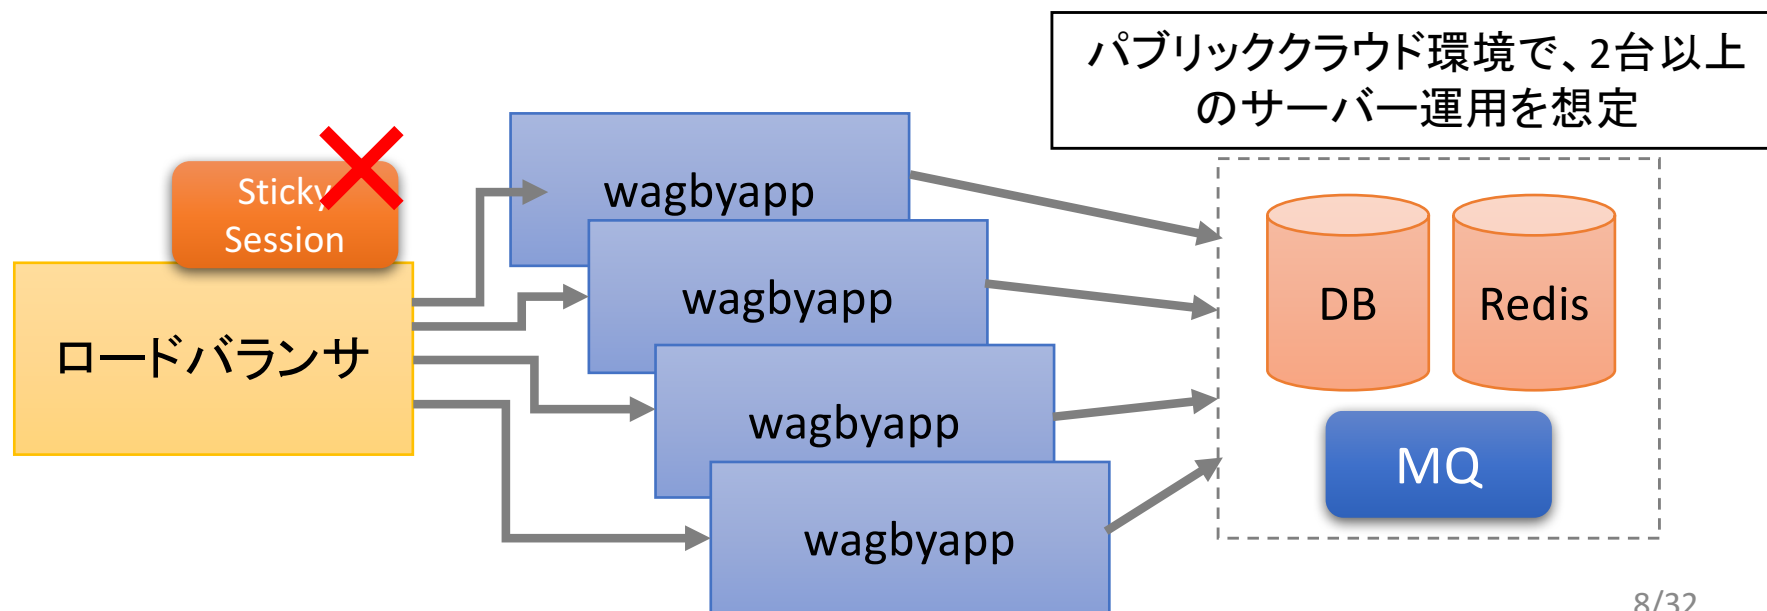 パブリッククラウド環境で、2台以上
のサーバー運用を想定
Sticky
Session
ロードバランサ
wagbyapp
wagbyapp
wagbyapp
wagbyapp
DB
Redis
MQ
8/32